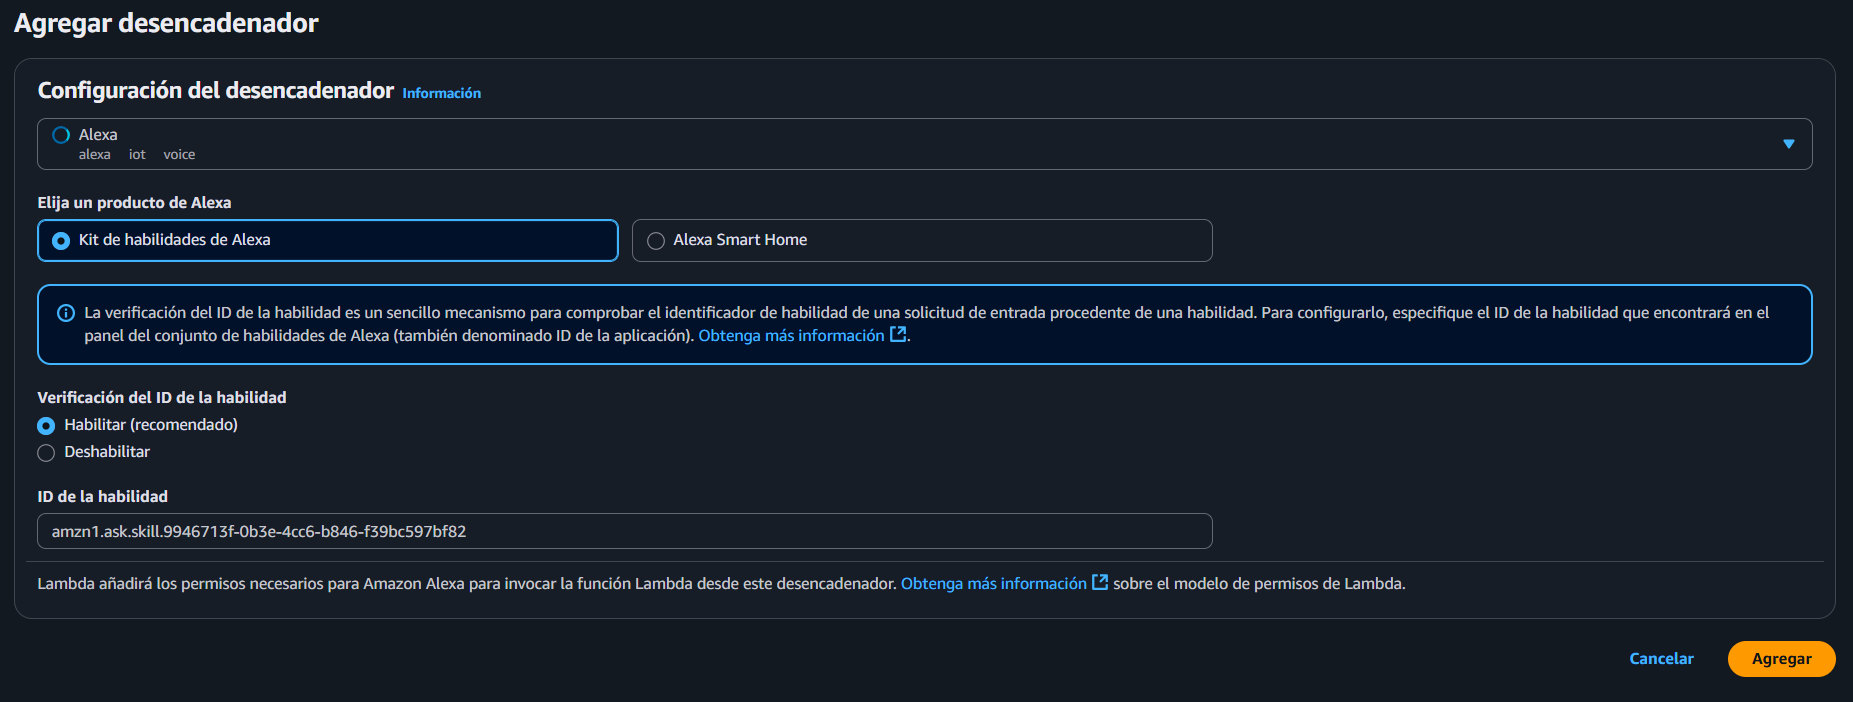 Agregar desencadenador
Configuración del desencadenador Información
Alexa
alexa iot voice
Elija un producto de Alexa
Kit de habilidades de Alexa
Alexa Smart Home
La verificación del ID de la habilidad es un sencillo mecanismo para comprobar el identificador de habilidad de una solicitud de entrada procedente de una habilidad. Para configurarlo, especifique el ID de la habilidad que encontrará en el
panel del conjunto de habilidades de Alexa (también denominado ID de la aplicación). Obtenga más información.
Verificación del ID de la habilidad
Habilitar (recomendado)
Deshabilitar
ID de la habilidad
amzn1.ask.skill.9946713f-0b3e-4cc6-b846-f39bc597bf82
Lambda añadirá los permisos necesarios para Amazon Alexa para invocar la función Lambda desde este desencadenador. Obtenga más información sobre el modelo de permisos de Lambda.
Cancelar Agregar